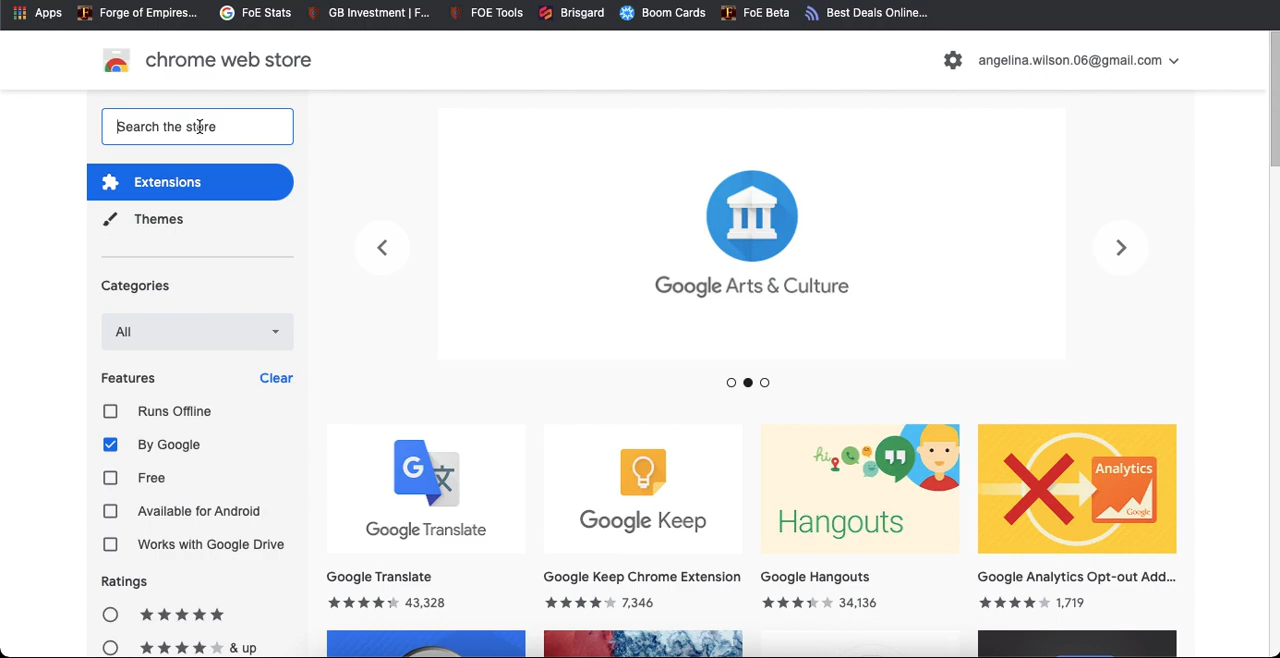 Apps Forge of Empires... FoE Stats GB Investment | F... FOE Tools Brisgard Boom Cards FoE Beta Best Deals Online...
chrome web store angelina.wilson.06@gmail.com
Search the store
Extensions
Themes
Categories
All
Features Clear
Runs Offline
By Google
Free
Available for Android
Works with Google Drive
Ratings
& up
Google Arts & Culture
G
Google Translate
Google Keep
hi
Hangouts
Analytics
Google
Google Translate
43,328
Google Keep Chrome Extension
7,346
Google Hangouts
34,136
Google Analytics Opt-out Add...
1,719